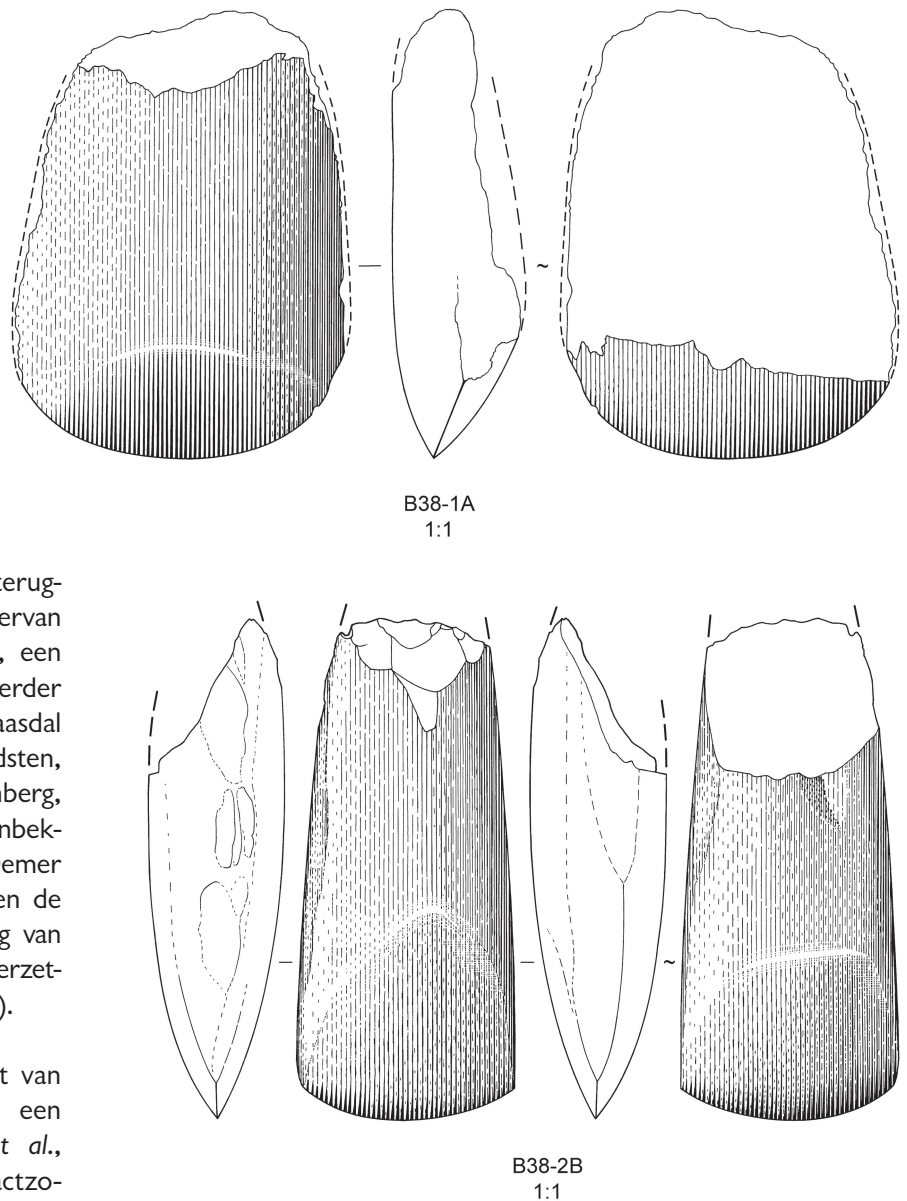 B38-1A
1:1
terug-
ervan
, een
erder
aasdal
dsten,
nberg,
nbek-
emer
en de
g van
erzet-
).
t van
een
t al.,
actzo-
B38-2B
1:1